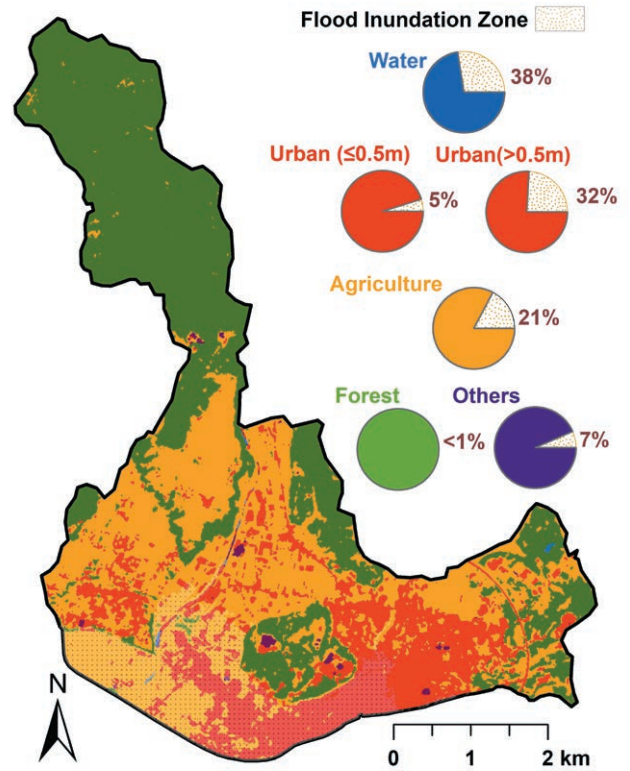 Flood Inundation Zone
Water
38%
Urban (≤0.5m) Urban(>0.5m)
5%
32%
Agriculture
21%
Forest
<1%
Others
7%
N
0 1 2 km